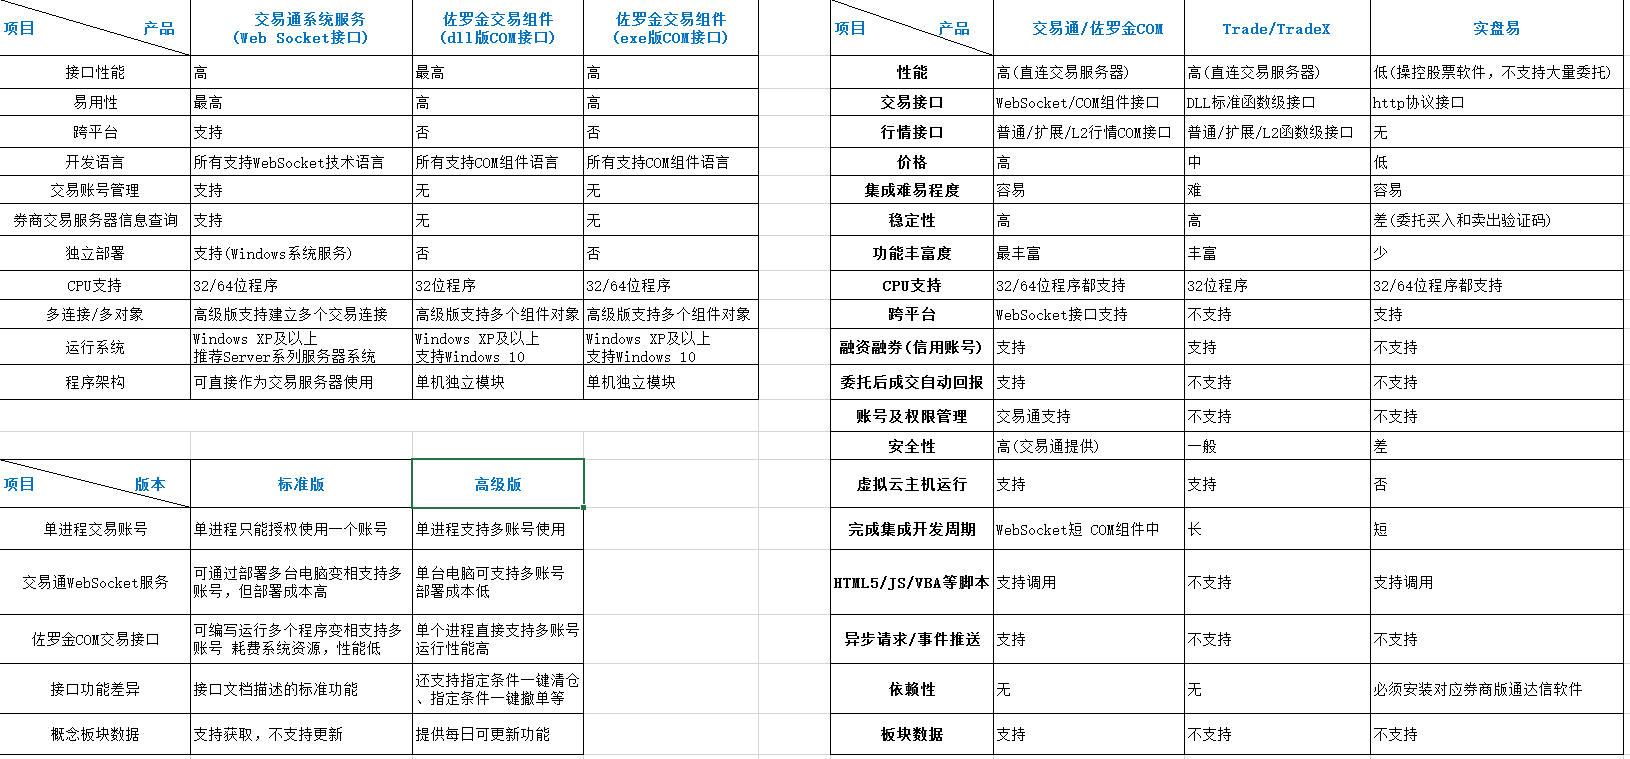 项目 产品 交易通系统服务 (Web Socket接口) 佐罗金交易组件 (dll版COM接口) 佐罗金交易组件 (exe版COM接口)
接口性能 高 最高 高
易用性 最高 高 高
跨平台 支持 否 否
开发语言 所有支持WebSocket技术语言 所有支持COM组件语言 所有支持COM组件语言
交易账号管理 支持 无 无
券商交易服务器信息查询 支持 无 无
独立部署 支持(Windows系统服务) 否 否
CPU支持 32/64位程序 32位程序 32/64位程序
多连接/多对象 高级版支持建立多个交易连接 高级版支持多个组件对象 高级版支持多个组件对象
运行系统 Windows XP及以上 推荐Server系列服务器系统 Windows XP及以上 支持Windows 10 Windows XP及以上 支持Windows 10
程序架构 可直接作为交易服务器使用 单机独立模块 单机独立模块
项目 版本 标准版 高级版
单进程交易账号 单进程只能授权使用一个账号 单进程支持多账号使用
交易通WebSocket服务 可通过部署多台电脑变相支持多账号，但部署成本高 单台电脑可支持多账号 部署成本低
佐罗金COM交易接口 可编写运行多个程序变相支持多账号 耗费系统资源，性能低 单个进程直接支持多账号 运行性能高
接口功能差异 接口文档描述的标准功能 还支持指定条件一键清仓、指定条件一键撤单等
概念板块数据 支持获取，不支持更新 提供每日可更新功能
项目 产品 交易通/佐罗金COM Trade/TradeX 实盘易
性能 高(直连交易服务器) 高(直连交易服务器) 低(操控股票软件，不支持大量委托)
交易接口 WebSocket/COM组件接口 DLL标准函数级接口 http协议接口
行情接口 普通/扩展/L2行情COM接口 普通/扩展/L2函数级接口 无
价格 高 中 低
集成难易程度 容易 难 容易
稳定性 高 高 差(委托买入和卖出验证码)
功能丰富度 最丰富 丰富 少
CPU支持 32/64位程序都支持 32位程序 32/64位程序都支持
跨平台 WebSocket接口支持 不支持 支持
融资融券(信用账号) 支持 支持 不支持
委托后成交自动回报 支持 不支持 不支持
账号及权限管理 交易通支持 不支持 不支持
安全性 高(交易通提供) 一般 差
虚拟云主机运行 支持 支持 否
完成集成开发周期 WebSocket短 COM组件中 长 短
HTML5/JS/VBA等脚本 支持调用 不支持 支持调用
异步请求/事件推送 支持 不支持 不支持
依赖性 无 无 必须安装对应券商版通达信软件
板块数据 支持 不支持 不支持